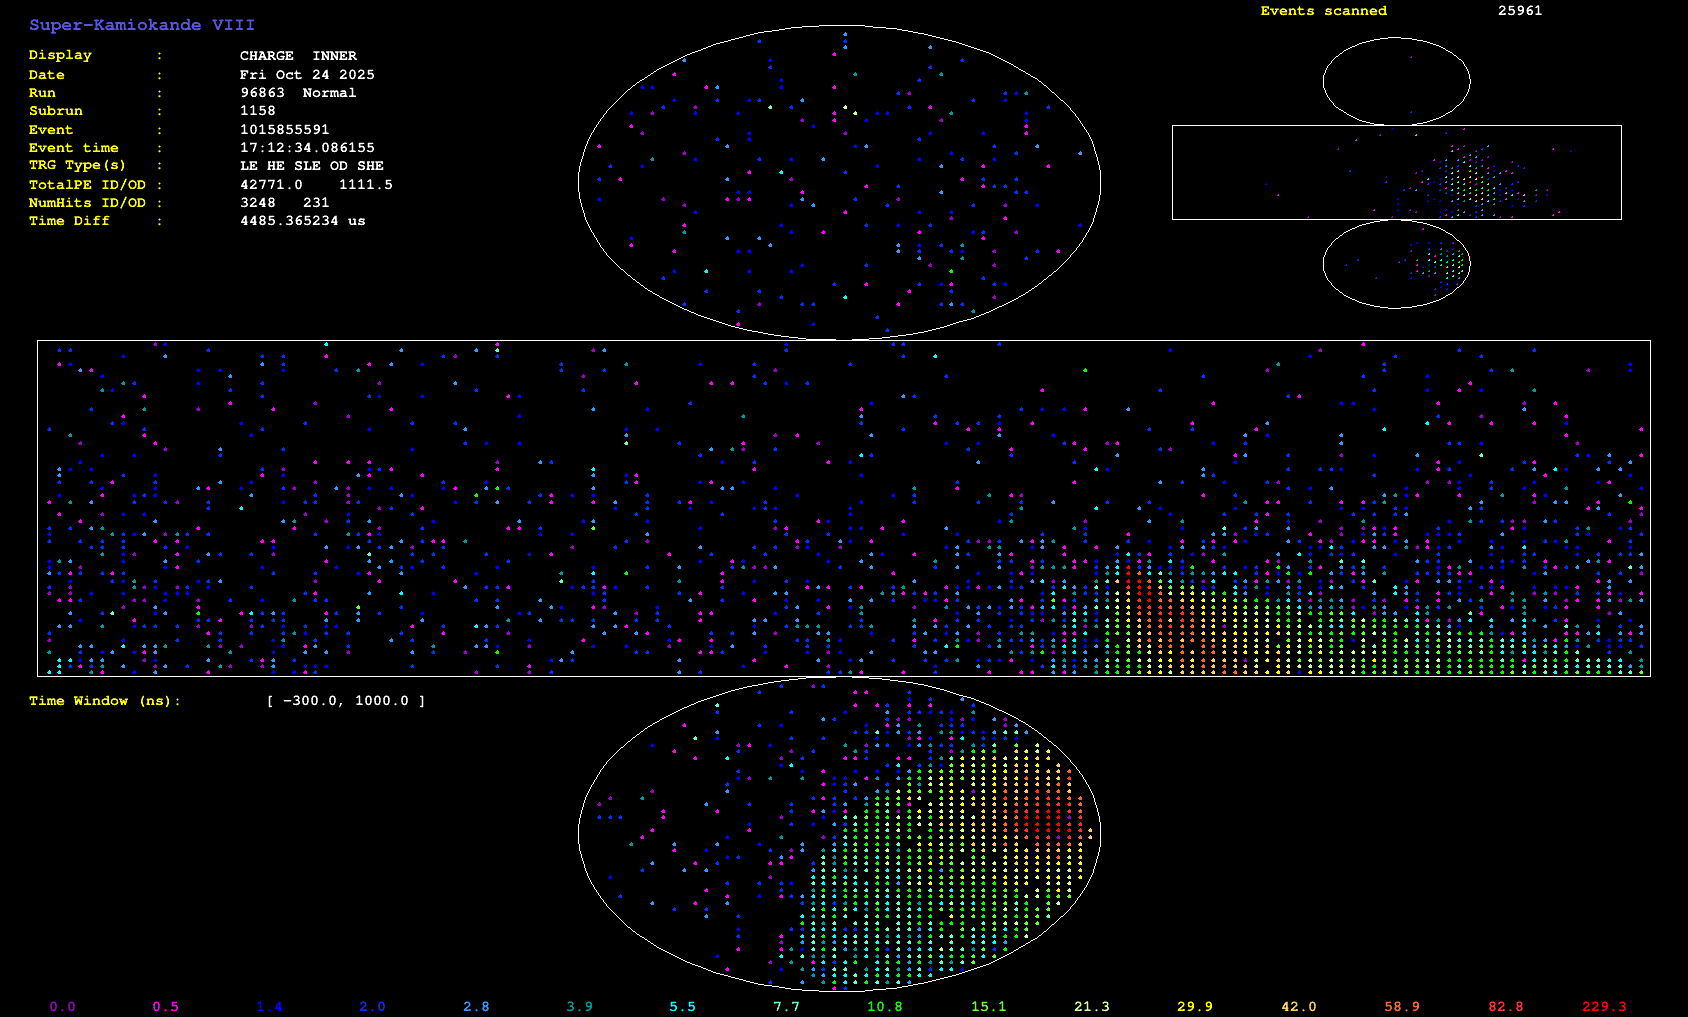 Super-Kamiokande VIII
Events scanned 25961
Display : CHARGE INNER
Date : Fri Oct 24 2025
Run : 96863 Normal
Subrun : 1158
Event : 1015855591
Event time : 17:12:34.086155
TRG Type(s) : LE HE SLE OD SHE
TotalPE ID/OD : 42771.0 1111.5
NumHits ID/OD : 3248 231
Time Diff : 4485.365234 us
Time Window (ns): [ -300.0, 1000.0 ]
0.0 0.5 1.4 2.0 2.8 3.9 5.5 7.7 10.8 15.1 21.3 29.9 42.0 58.9 82.8 229.3